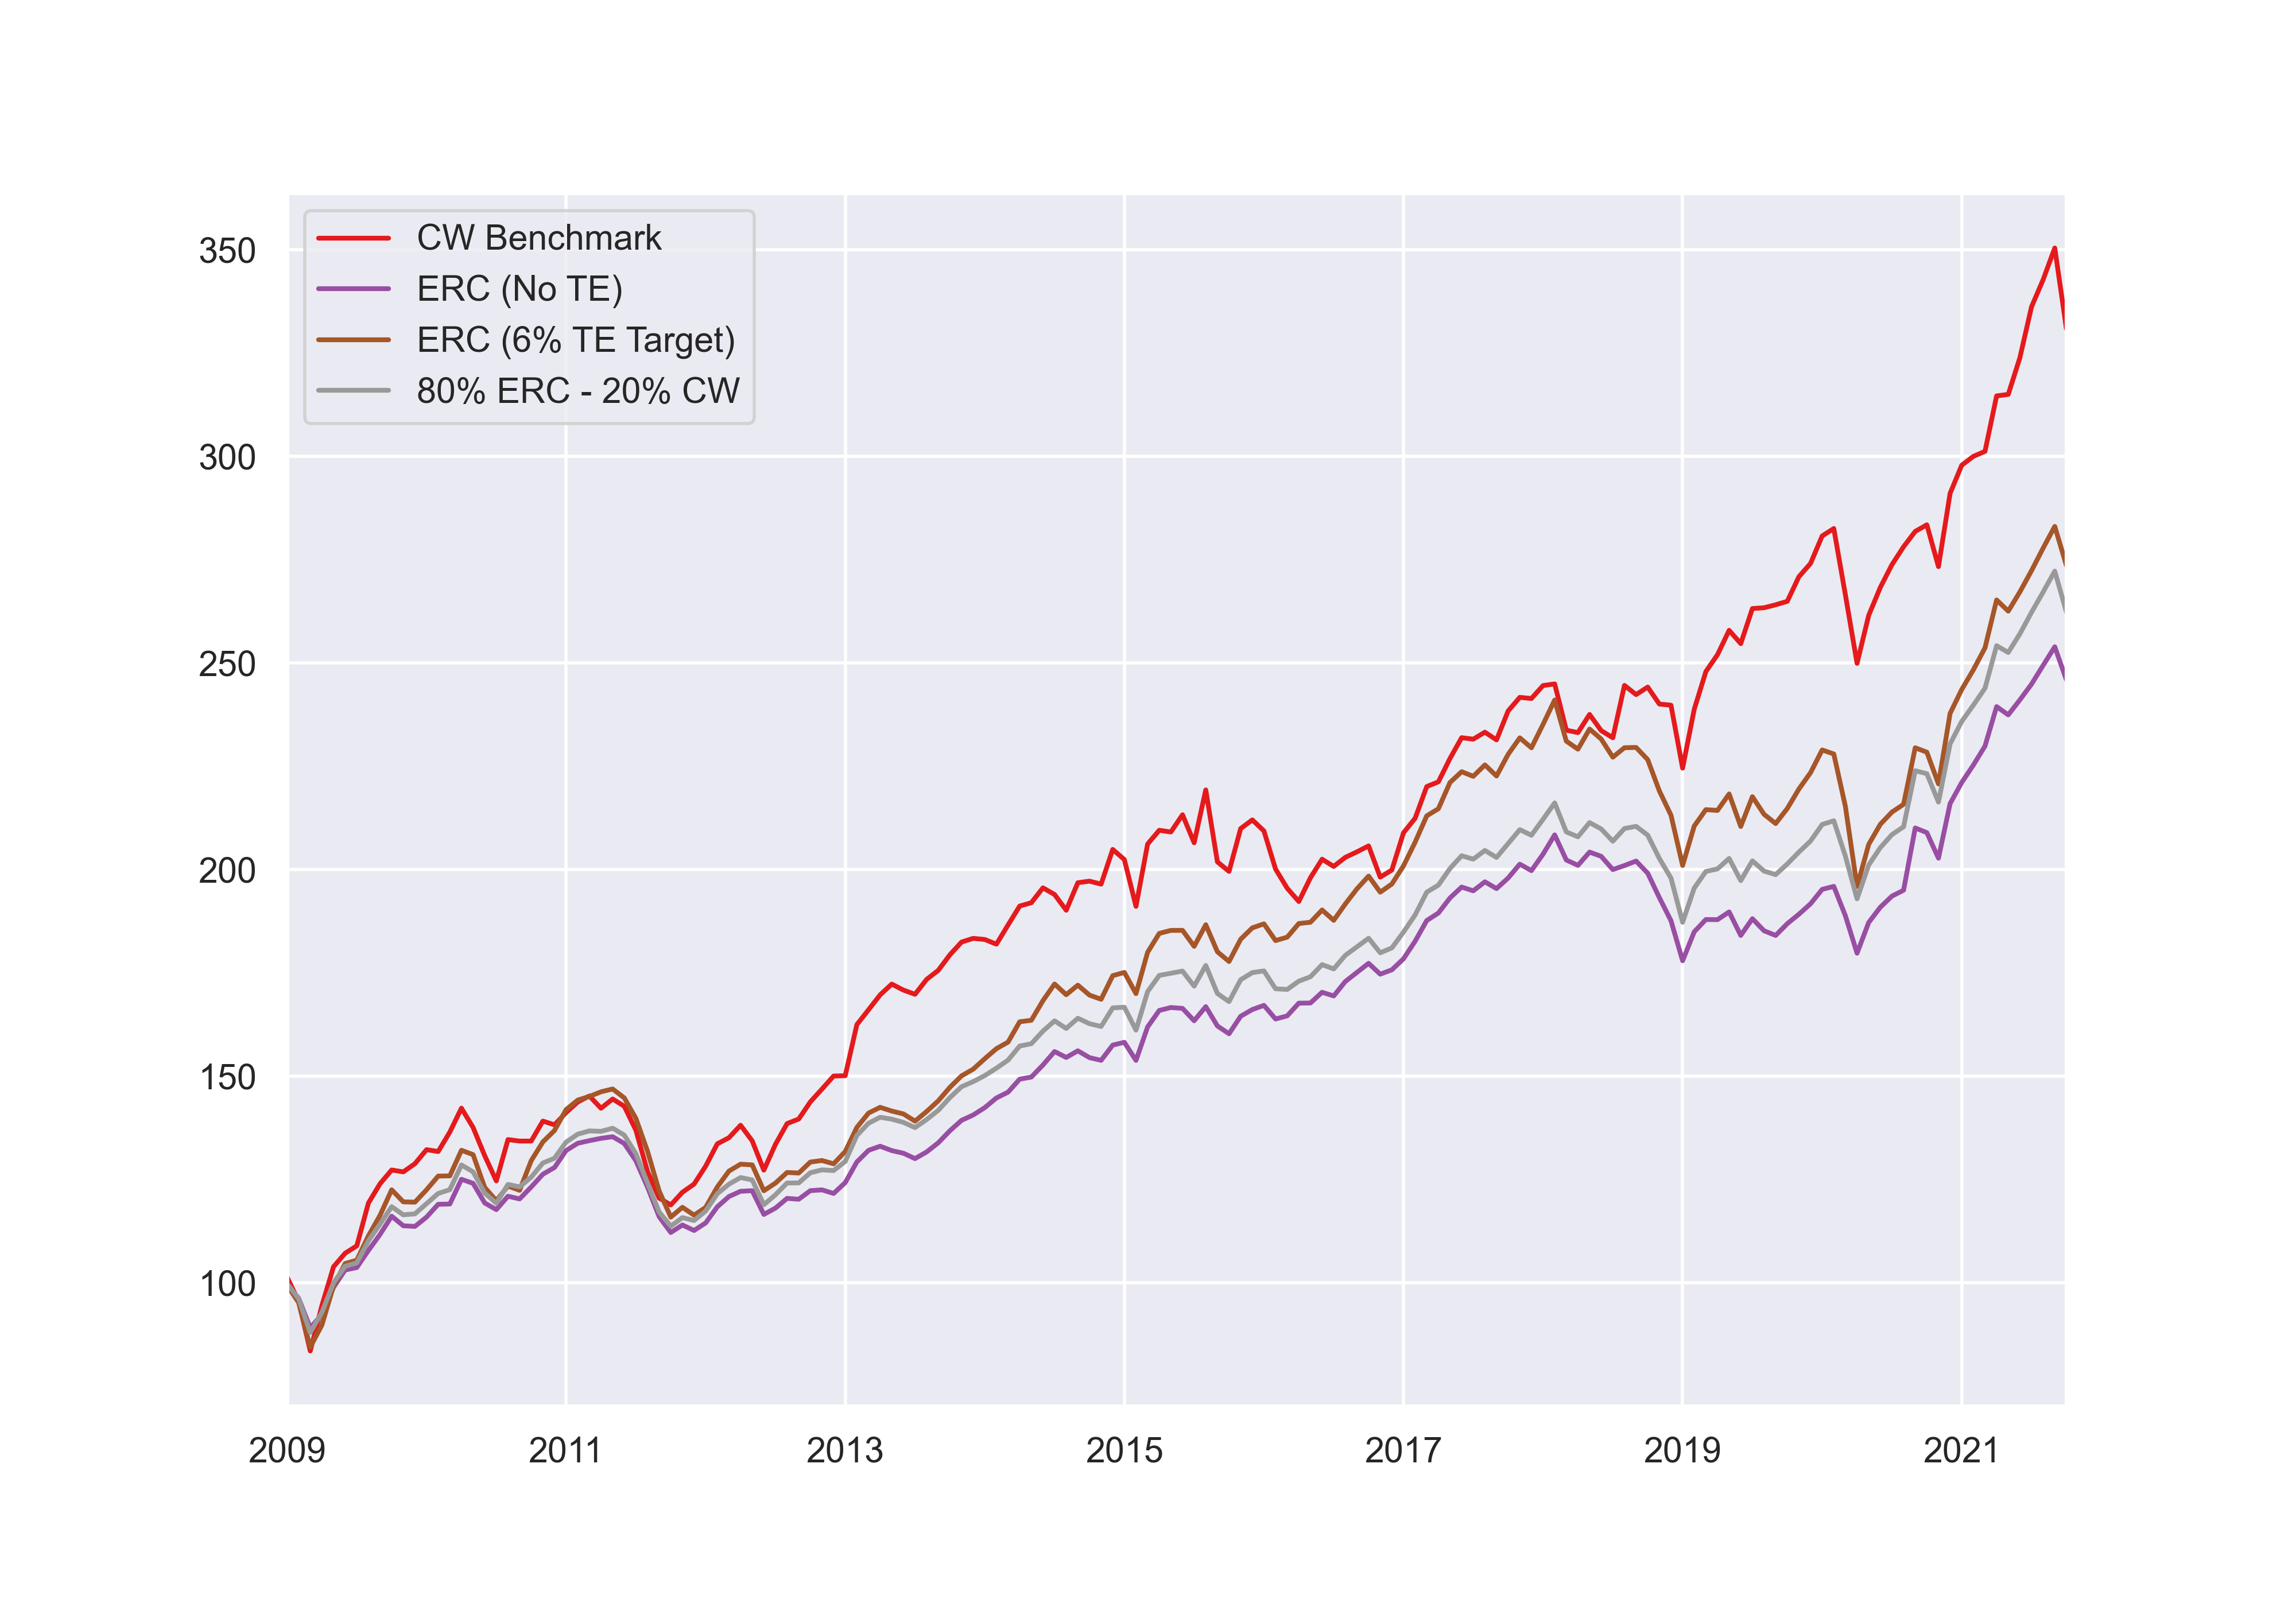 CW Benchmark
ERC (No TE)
ERC (6% TE Target)
80% ERC - 20% CW
350
300
250
200
150
100
2009 2011 2013 2015 2017 2019 2021